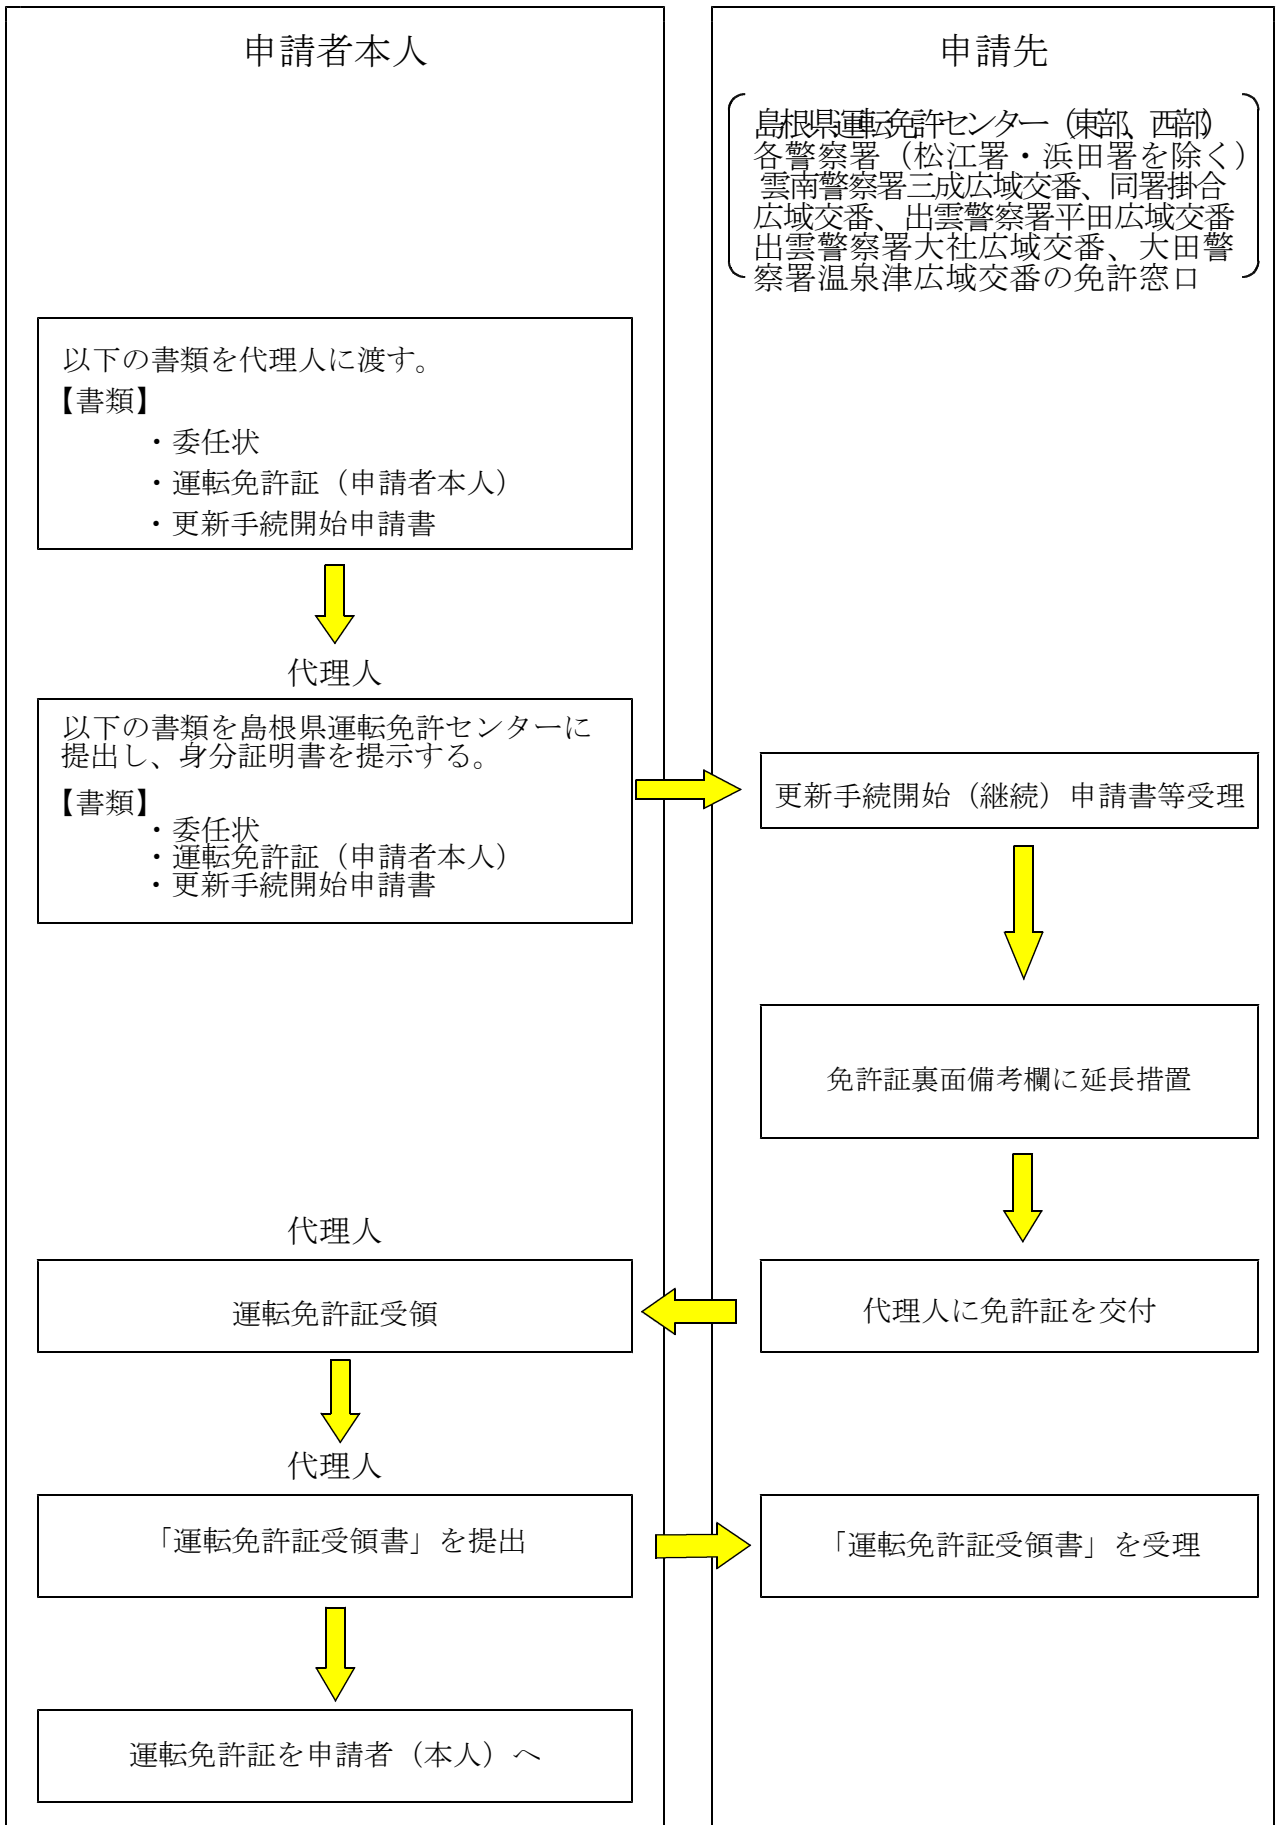 申請者本人
申請先
島根県運転免許センター（東部、西部）
各警察署（松江署・浜田署を除く）
雲南警察署三成広域交番、同署掛合
広域交番、出雲警察署平田広域交番
出雲警察署大社広域交番、大田警
察署温泉津広域交番の免許窓口
以下の書類を代理人に渡す。
【書類】
・委任状
・運転免許証（申請者本人）
・更新手続開始申請書
代理人
以下の書類を島根県運転免許センターに
提出し、身分証明書を提示する。
【書類】
・委任状
・運転免許証（申請者本人）
・更新手続開始申請書
更新手続開始（継続）申請書等受理
免許証裏面備考欄に延長措置
代理人
運転免許証受領
代理人に免許証を交付
代理人
「運転免許証受領書」を提出
「運転免許証受領書」を受理
運転免許証を申請者（本人）へ